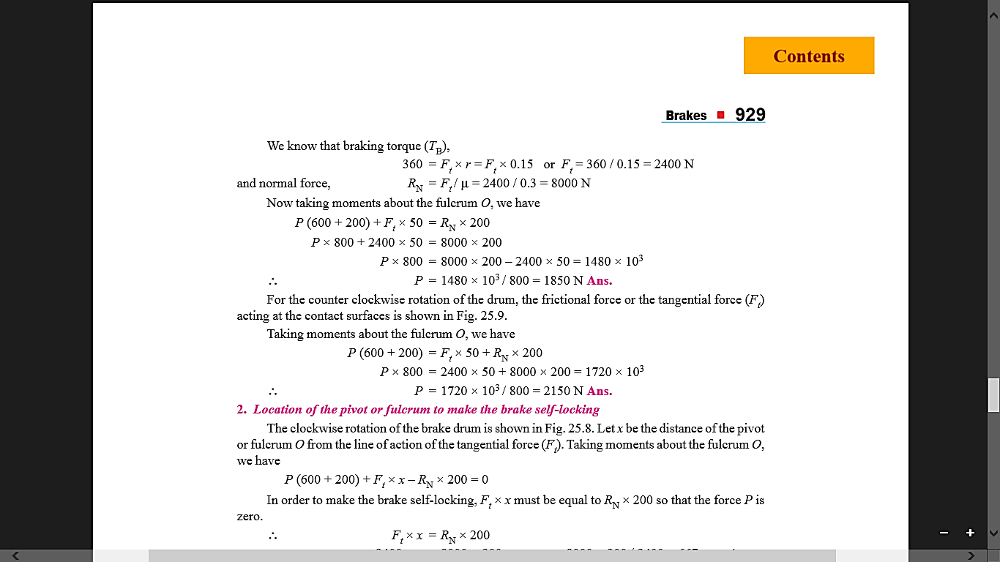 Contents
Brakes ■ 929
We know that braking torque (T_B),
360 = F_t × r = F_t × 0.15 or F_t = 360 / 0.15 = 2400 N
and normal force, R_N = F_t / μ = 2400 / 0.3 = 8000 N
Now taking moments about the fulcrum O, we have
P (600 + 200) + F_t × 50 = R_N × 200
P × 800 + 2400 × 50 = 8000 × 200
P × 800 = 8000 × 200 – 2400 × 50 = 1480 × 10³
∴ P = 1480 × 10³ / 800 = 1850 N Ans.
For the counter clockwise rotation of the drum, the frictional force or the tangential force (F_t)
acting at the contact surfaces is shown in Fig. 25.9.
Taking moments about the fulcrum O, we have
P (600 + 200) = F_t × 50 + R_N × 200
P × 800 = 2400 × 50 + 8000 × 200 = 1720 × 10³
∴ P = 1720 × 10³ / 800 = 2150 N Ans.
2. Location of the pivot or fulcrum to make the brake self-locking
The clockwise rotation of the brake drum is shown in Fig. 25.8. Let x be the distance of the pivot
or fulcrum O from the line of action of the tangential force (F_t). Taking moments about the fulcrum O,
we have
P (600 + 200) + F_t × x – R_N × 200 = 0
In order to make the brake self-locking, F_t × x must be equal to R_N × 200 so that the force P is
zero.
∴ F_t × x = R_N × 200